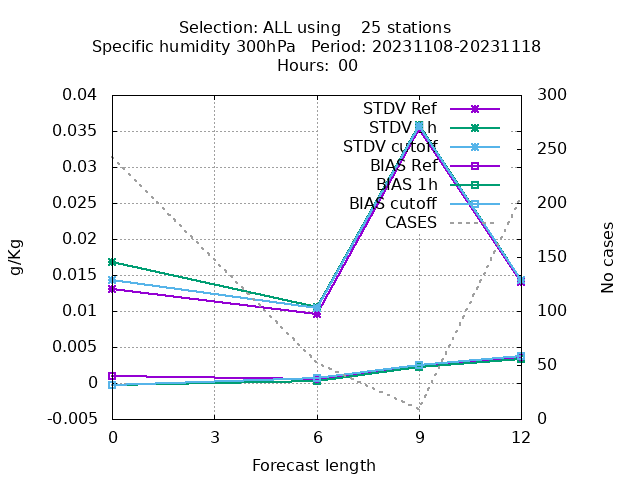 Selection: ALL using    25 stations
Specific humidity 300hPa   Period: 20231108-20231118
Hours: 00
0.04
0.035
0.03
0.025
0.02
0.015
0.01
0.005
0
-0.005
g/Kg
STDV Ref
STDV 1h
STDV cutoff
BIAS Ref
BIAS 1h
BIAS cutoff
CASES
300
250
200
150
100
50
0
No cases
0 3 6 9 12
Forecast length